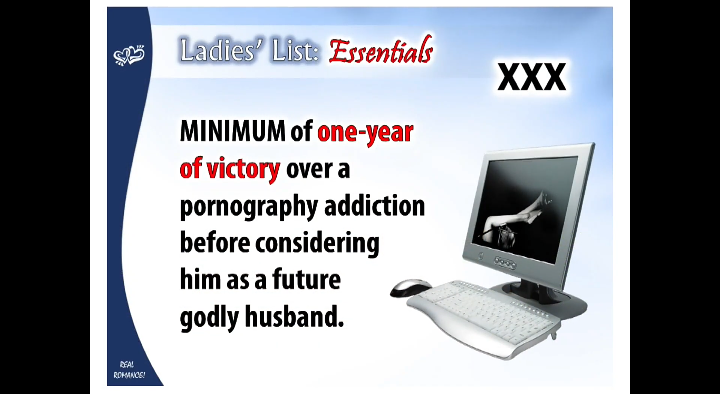 Ladies' List: Essentials
XXX
MINIMUM of one-year
of victory over a
pornography addiction
before considering
him as a future
godly husband.
REAL
ROMANCE!